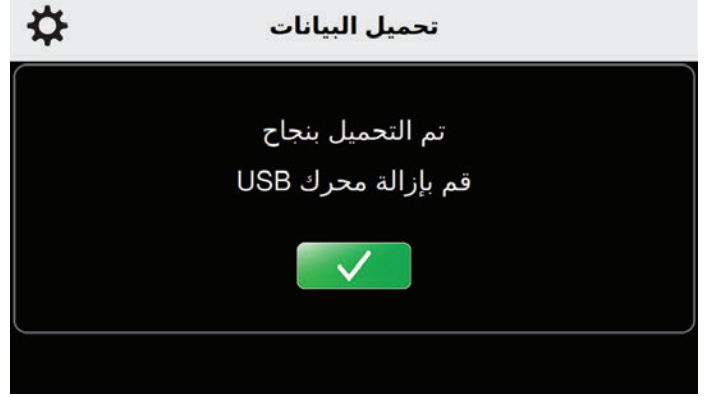 تحميل البيانات
تم التحميل بنجاح
قم بإزالة محرك USB